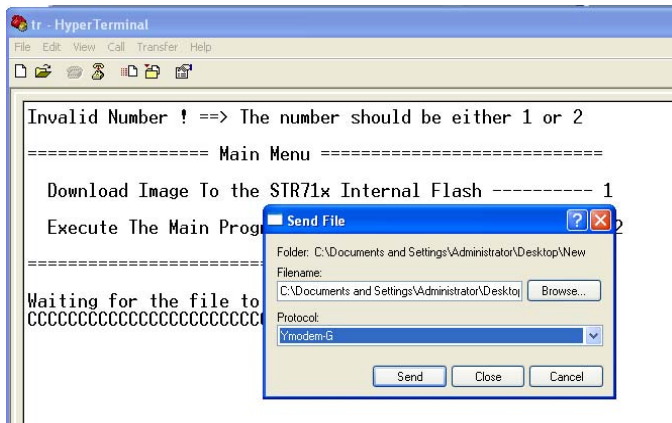 tr - HyperTerminal
File Edit View Call Transfer Help
Invalid Number ! ==> The number should be either 1 or 2
================== Main Menu ============================
Download Image To the STR71x Internal Flash ---------- 1
Execute The Main Progr 2
Waiting for the file to
CCCCCCCCCCCCCCCCCCCCCCCC
Send File
Folder: C:\Documents and Settings\Administrator\Desktop\New
Filename:
C:\Documents and Settings\Administrator\Deskto
Browse...
Protocol:
Ymodem-G
Send Close Cancel